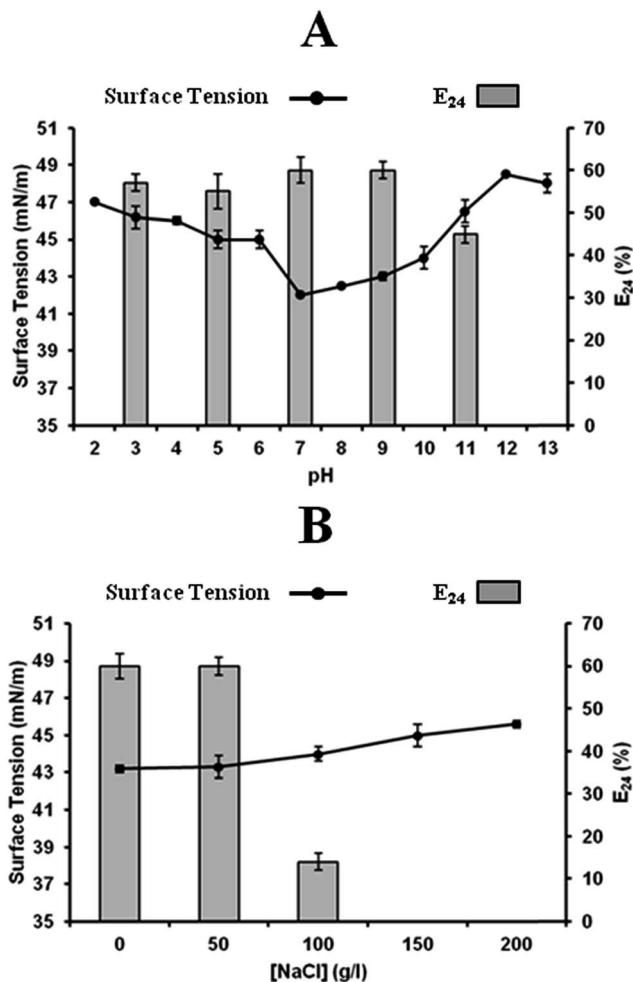 A
Surface Tension E24
51 70
49 60
47 50
45 40
43
41 30
39 20
37 10
35 0
Surface Tension (mN/m)
E24 (%)
2 3 4 5 6 7 8 9 10 11 12 13
pH
B
Surface Tension E24
51 70
49 60
47 50
45 40
43
41 30
39 20
37 10
35 0
Surface Tension (mN/m)
E24 (%)
0 50 100 150 200
[NaCl] (g/l)